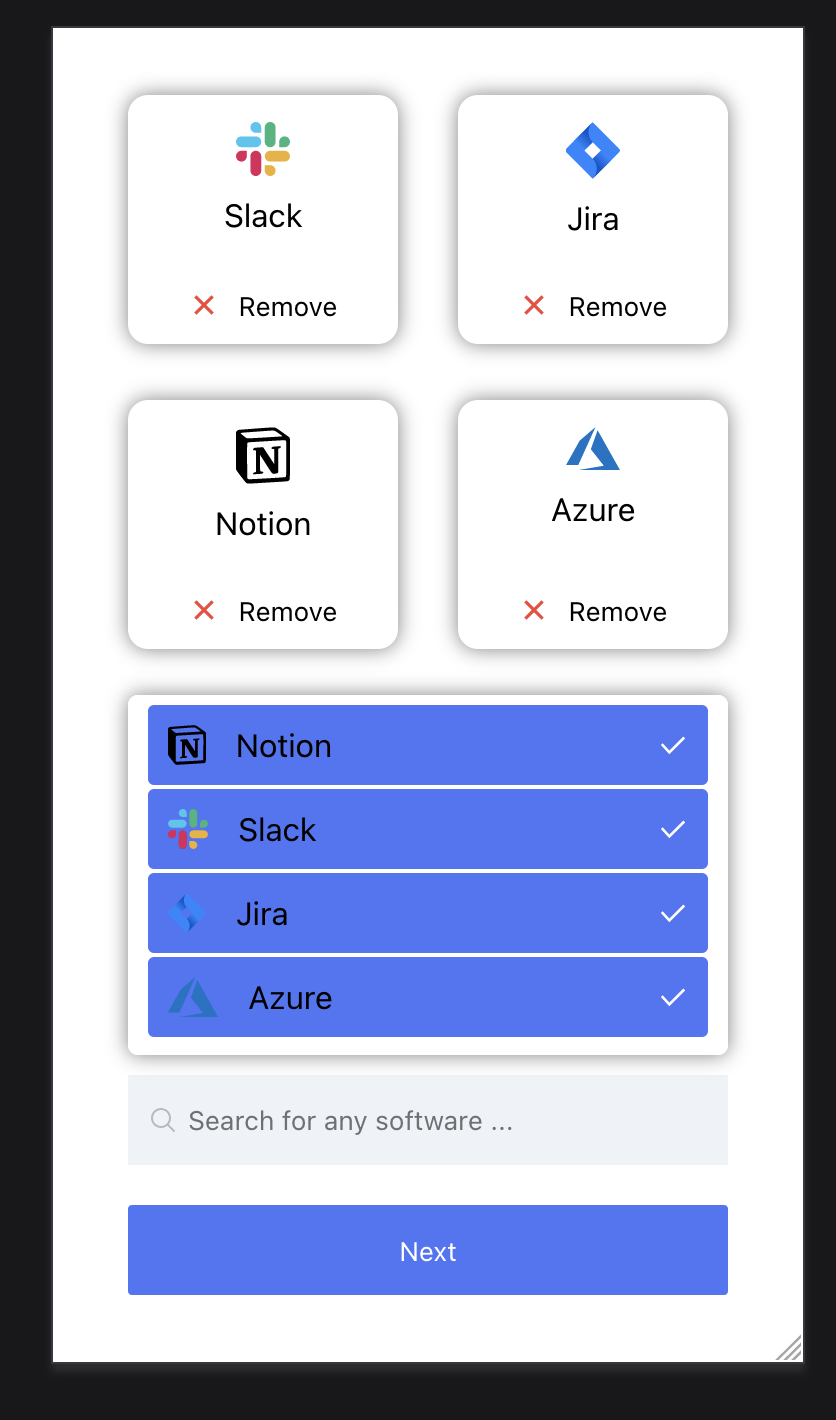 Slack
Jira
Remove
Remove
N
Notion
Azure
Remove
Remove
N Notion
Slack
Jira
Azure
Search for any software ...
Next